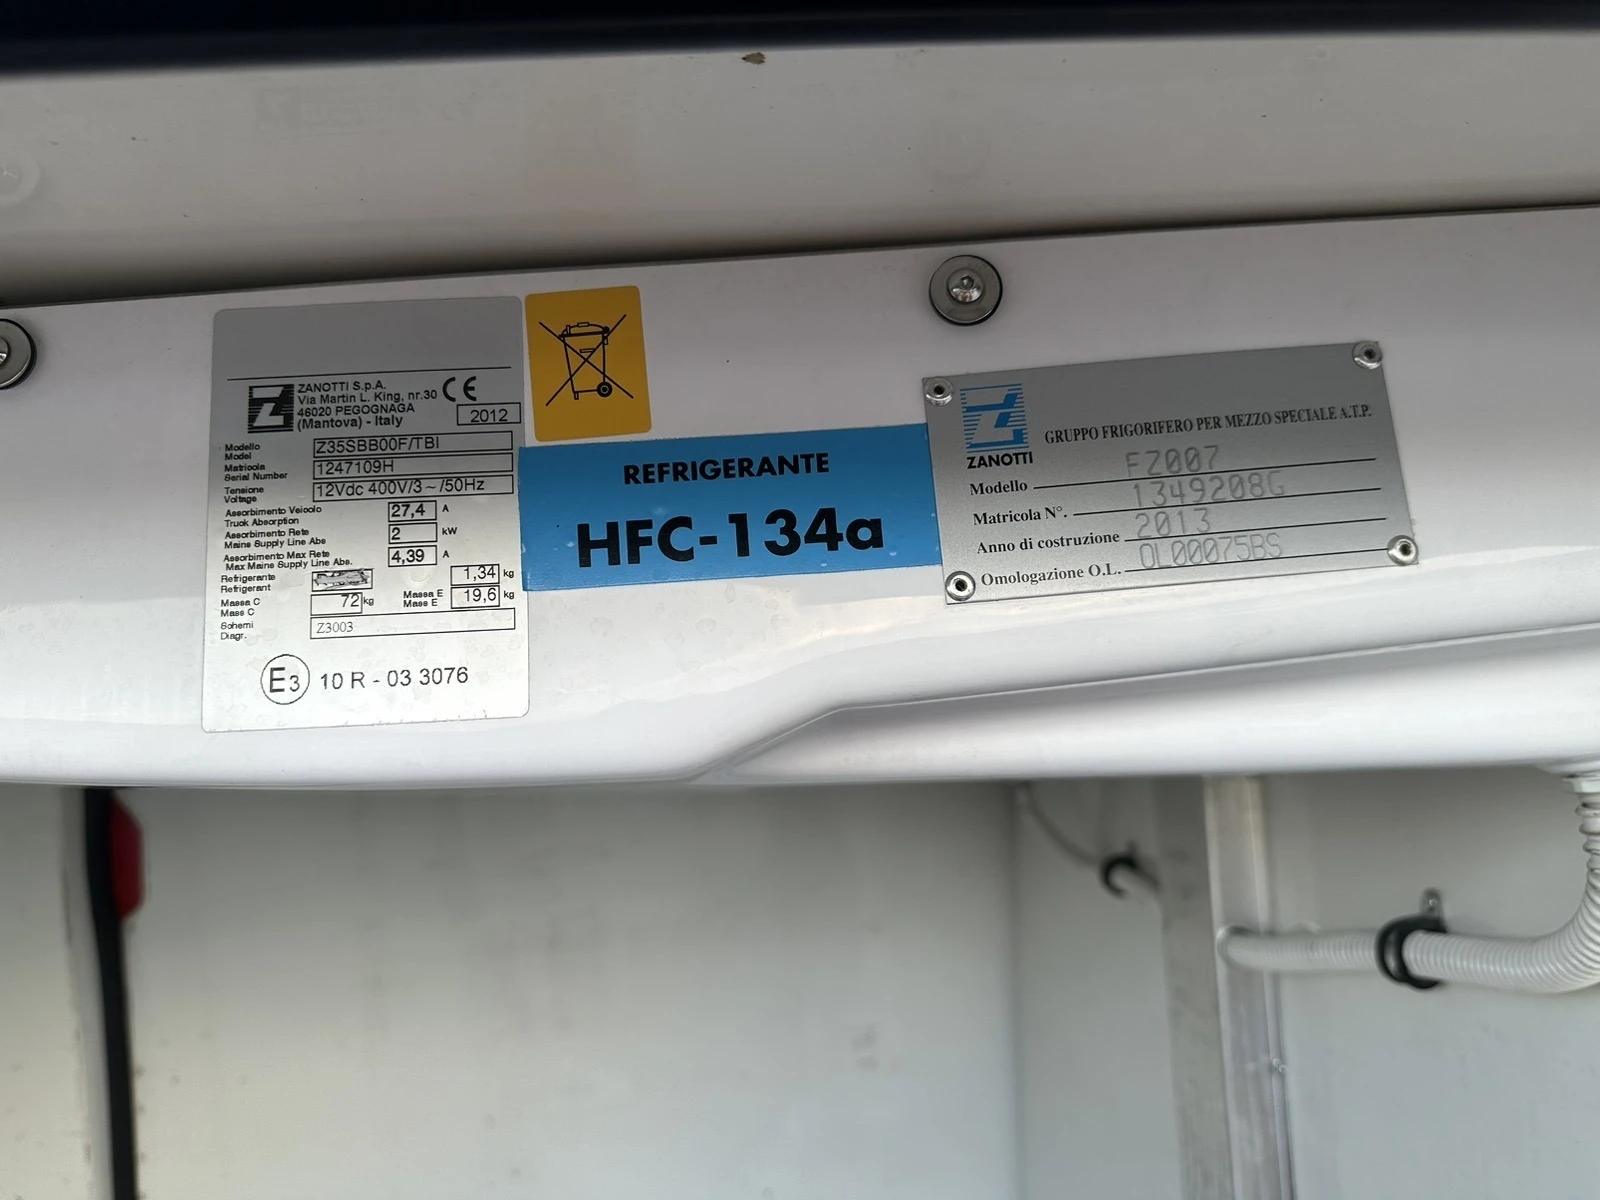 ZANOTTI S.p.A.
Via Martin L. King, nr.30
46020 PEGOGNAGA
(Mantova) - Italy
CE
2012
Modello
Model
Z35SBB00F/TBI
Matricola
Serial Number
1247109H
Tensione
Voltage
12Vdc 400V/3~/50Hz
Assorbimento Veicolo
Truck Absorption
27,4 A
Assorbimento Rete
Mains Supply Line Abs
2 kW
Assorbimento Max Rete
Max Mains Supply Line Abs.
4,39 A
Refrigerante
Refrigerant
1,34 kg
Massa C
Mass C
72 kg
Massa E
Mass E
19,6 kg
Schemi
Diagr.
Z3003
E3 10 R - 03 3076
REFRIGERANTE
HFC-134a
ZANOTTI
GRUPPO FRIGORIFERO PER MEZZO SPECIALE A.T.P.
Modello FZ007
Matricola N°. 1349208G
Anno di costruzione 2013
Omologazione O.L. OL00075BS